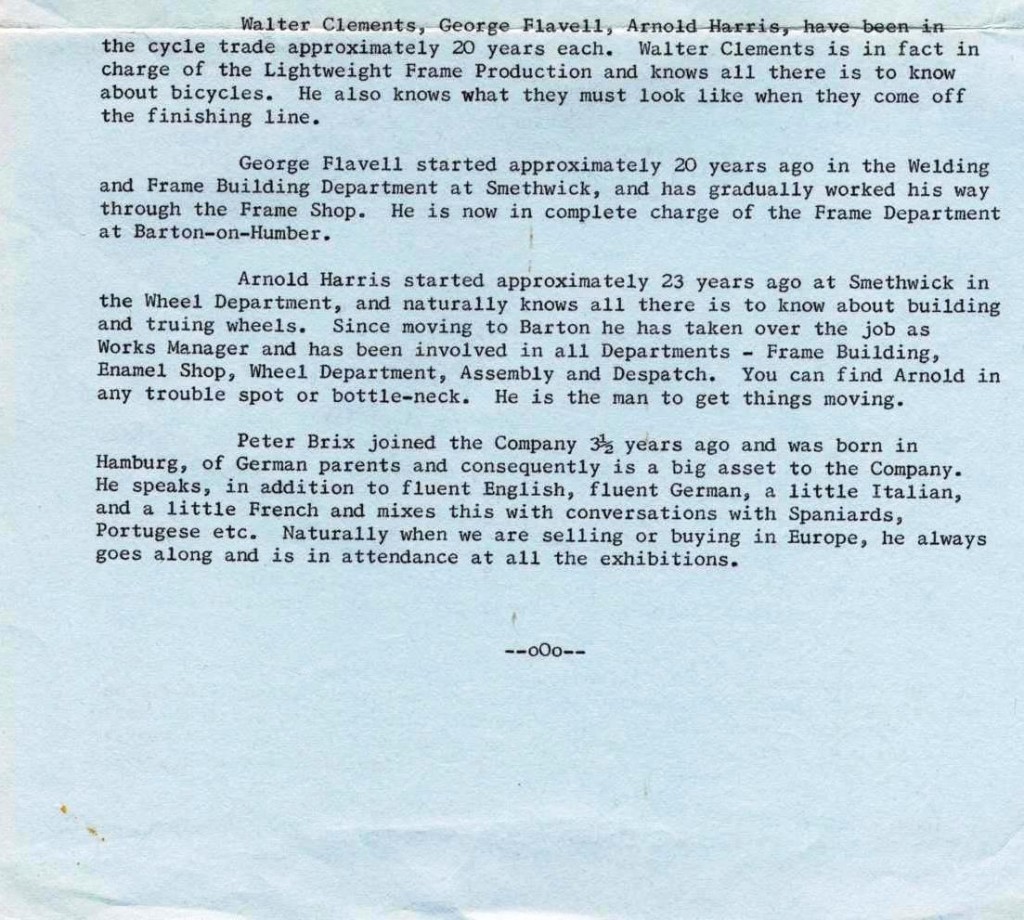 Walter Clements, George Flavell, Arnold Harris, have been in
the cycle trade approximately 20 years each. Walter Clements is in fact in
charge of the Lightweight Frame Production and knows all there is to know
about bicycles. He also knows what they must look like when they come off
the finishing line.
George Flavell started approximately 20 years ago in the Welding
and Frame Building Department at Smethwick, and has gradually worked his way
through the Frame Shop. He is now in complete charge of the Frame Department
at Barton-on-Humber.
Arnold Harris started approximately 23 years ago at Smethwick in
the Wheel Department, and naturally knows all there is to know about building
and truing wheels. Since moving to Barton he has taken over the job as
Works Manager and has been involved in all Departments - Frame Building,
Enamel Shop, Wheel Department, Assembly and Despatch. You can find Arnold in
any trouble spot or bottle-neck. He is the man to get things moving.
Peter Brix joined the Company 3½ years ago and was born in
Hamburg, of German parents and consequently is a big asset to the Company.
He speaks, in addition to fluent English, fluent German, a little Italian,
and a little French and mixes this with conversations with Spaniards,
Portugese etc. Naturally when we are selling or buying in Europe, he always
goes along and is in attendance at all the exhibitions.
--oOo--